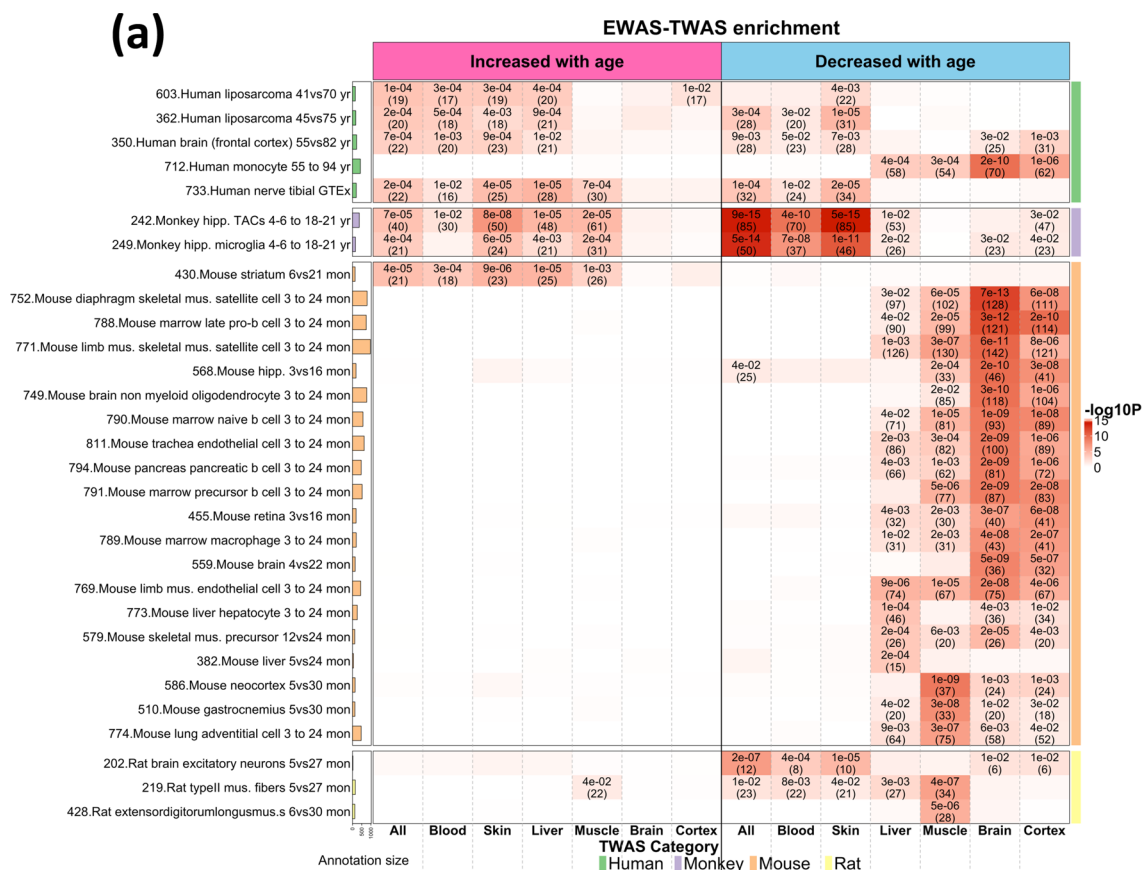 (a)
EWAS-TWAS enrichment
Increased with age Decreased with age
603.Human liposarcoma 41vs70 yr 1e-04 3e-04 3e-04 4e-04 1e-02 4e-03
(19) (17) (19) (20) (17) (22)
362.Human liposarcoma 45vs75 yr 2e-04 5e-04 4e-03 9e-04 3e-04 3e-02 1e-05
(20) (18) (18) (21) (28) (20) (31)
350.Human brain (frontal cortex) 55vs82 yr 7e-04 1e-03 9e-04 1e-02 9e-03 5e-02 7e-03 3e-02 1e-03
(22) (20) (23) (21) (28) (23) (28) (25) (31)
712.Human monocyte 55 to 94 yr 4e-04 3e-04 2e-10 1e-06
(58) (54) (70) (62)
733.Human nerve tibial GTEx 2e-04 1e-02 4e-05 1e-05 7e-04 1e-04 1e-02 2e-05
(22) (16) (25) (28) (30) (32) (24) (34)
242.Monkey hipp. TACs 4-6 to 18-21 yr 7e-05 1e-02 8e-08 1e-05 2e-05 9e-15 4e-10 5e-15 1e-02 3e-02
(40) (30) (50) (48) (61) (85) (70) (85) (53) (47)
249.Monkey hipp. microglia 4-6 to 18-21 yr 4e-04 6e-05 4e-03 2e-04 5e-14 7e-08 1e-11 2e-02 3e-02 4e-02
(21) (24) (21) (31) (50) (37) (46) (26) (23) (23)
430.Mouse striatum 6vs21 mon 4e-05 3e-04 9e-06 1e-05 1e-03
(21) (18) (23) (25) (26)
752.Mouse diaphragm skeletal mus. satellite cell 3 to 24 mon 3e-02 6e-05 7e-13 6e-08
(97) (102) (128) (111)
788.Mouse marrow late pro-b cell 3 to 24 mon 4e-02 2e-05 3e-12 2e-10
(90) (99) (121) (114)
771.Mouse limb mus. skeletal mus. satellite cell 3 to 24 mon 1e-03 3e-07 6e-11 8e-06
(126) (130) (142) (121)
568.Mouse hipp. 3vs16 mon 4e-02 2e-04 2e-10 3e-08
(25) (33) (46) (41)
749.Mouse brain non myeloid oligodendrocyte 3 to 24 mon 2e-02 3e-10 1e-06
(85) (118) (104)
790.Mouse marrow naive b cell 3 to 24 mon 4e-02 1e-05 1e-09 1e-08
(71) (81) (93) (89)
811.Mouse trachea endothelial cell 3 to 24 mon 2e-03 3e-04 2e-09 1e-06
(86) (82) (100) (89)
794.Mouse pancreas pancreatic b cell 3 to 24 mon 4e-03 1e-03 2e-09 1e-06
(66) (62) (81) (72)
791.Mouse marrow precursor b cell 3 to 24 mon 5e-06 2e-09 2e-08
(77) (87) (83)
455.Mouse retina 3vs16 mon 4e-03 2e-03 3e-07 6e-08
(32) (30) (40) (41)
789.Mouse marrow macrophage 3 to 24 mon 1e-02 2e-03 4e-08 2e-07
(31) (31) (43) (41)
559.Mouse brain 4vs22 mon 5e-09 5e-07
(36) (32)
769.Mouse limb mus. endothelial cell 3 to 24 mon 9e-06 1e-05 2e-08 4e-06
(74) (67) (75) (67)
773.Mouse liver hepatocyte 3 to 24 mon 1e-04 4e-03 1e-02
(46) (36) (34)
579.Mouse skeletal mus. precursor 12vs24 mon 2e-04 6e-03 2e-05 4e-03
(26) (20) (26) (20)
382.Mouse liver 5vs24 mon 2e-04
(15)
586.Mouse neocortex 5vs30 mon 1e-09 1e-03 1e-03
(37) (24) (24)
510.Mouse gastrocnemius 5vs30 mon 4e-02 3e-08 1e-02 3e-02
(20) (33) (20) (18)
774.Mouse lung adventitial cell 3 to 24 mon 9e-03 3e-07 6e-03 4e-02
(64) (75) (58) (52)
202.Rat brain excitatory neurons 5vs27 mon 2e-07 4e-04 1e-05 1e-02 1e-02
(12) (8) (10) (6) (6)
219.Rat typeII mus. fibers 5vs27 mon 4e-02 1e-02 8e-03 4e-02 3e-03 4e-07
(22) (23) (22) (21) (27) (34)
428.Rat extensordigitorumlongusmus.s 6vs30 mon 5e-06
(28)
-log10P
15
10
5
0
0 500 1000
All Blood Skin Liver Muscle Brain Cortex All Blood Skin Liver Muscle Brain Cortex
TWAS Category
Annotation size
Human Monkey Mouse Rat